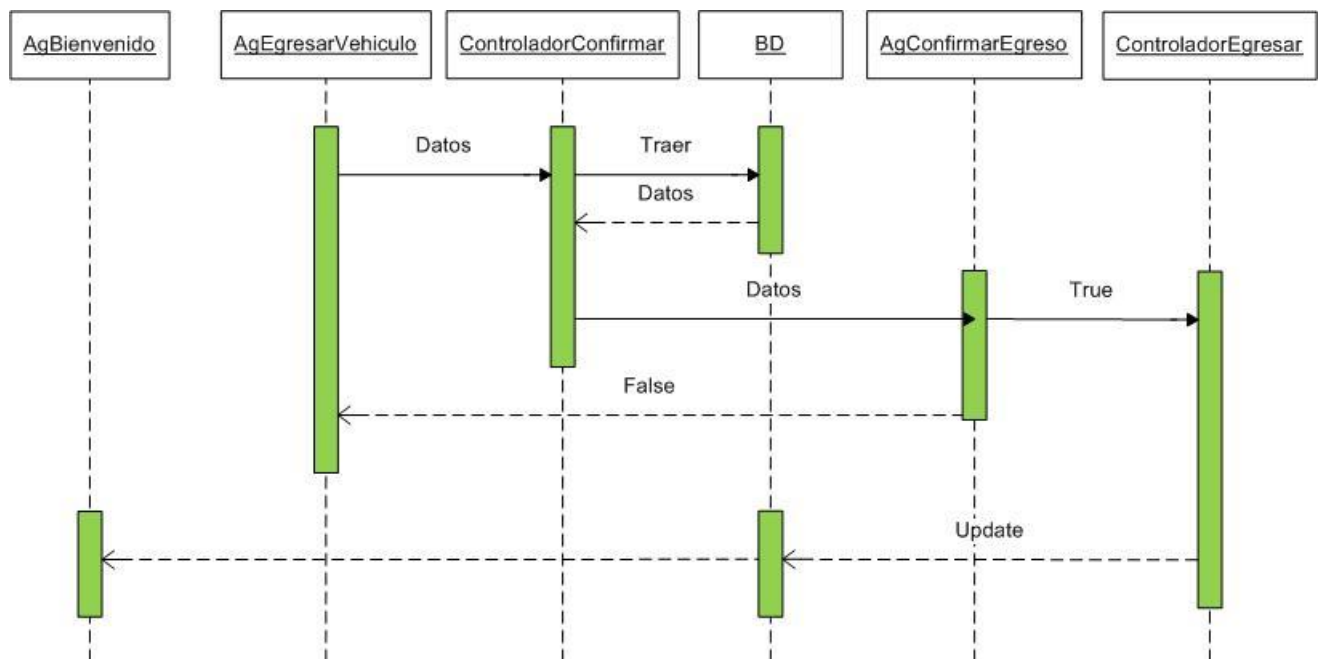 AgBienvenido
AgEgresarVehiculo
ControladorConfirmar
BD
AgConfirmarEgreso
ControladorEgresar
Datos
Traer
Datos
Datos
True
False
Update